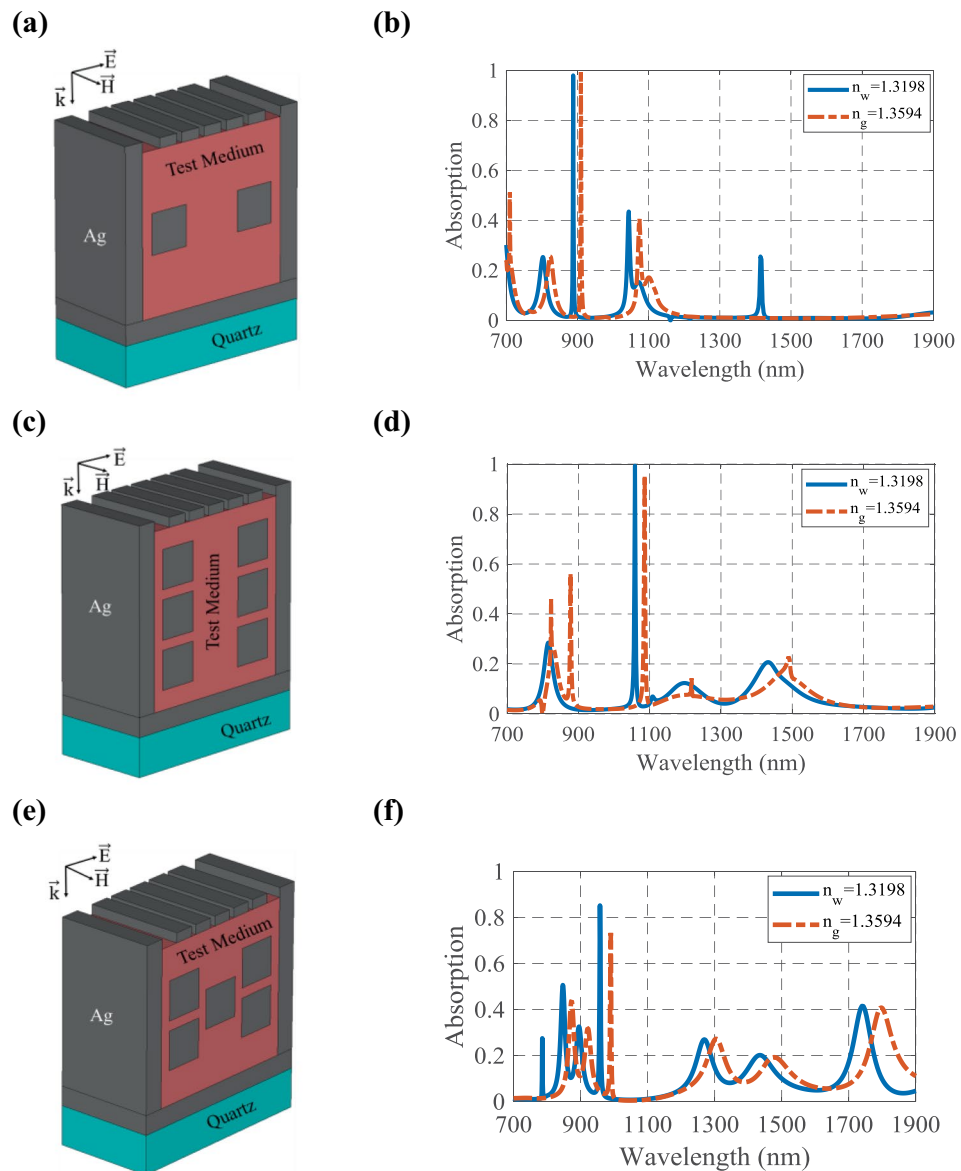 (a)
E
H
k
Test Medium
Ag
Quartz
(b)
1
0.8
0.6
0.4
0.2
0
700 900 1100 1300 1500 1700 1900
Absorption
Wavelength (nm)
n_w=1.3198
n_g=1.3594
(c)
E
H
k
Test Medium
Ag
Quartz
(d)
1
0.8
0.6
0.4
0.2
0
700 900 1100 1300 1500 1700 1900
Absorption
Wavelength (nm)
n_w=1.3198
n_g=1.3594
(e)
E
H
k
Test Medium
Ag
Quartz
(f)
1
0.8
0.6
0.4
0.2
0
700 900 1100 1300 1500 1700 1900
Absorption
Wavelength (nm)
n_w=1.3198
n_g=1.3594